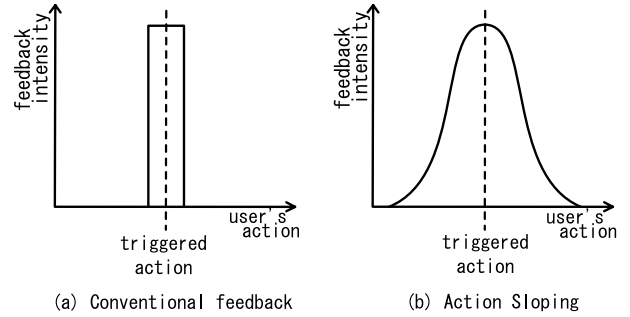 feedback
intensity
user's
action
triggered
action
(a) Conventional feedback
feedback
intensity
user's
action
triggered
action
(b) Action Sloping